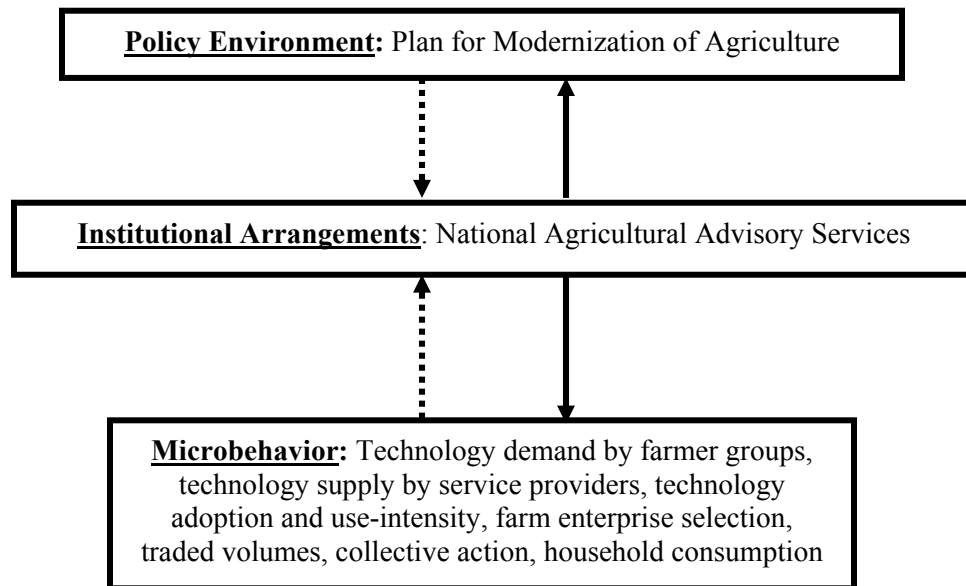 Policy Environment: Plan for Modernization of Agriculture
Institutional Arrangements: National Agricultural Advisory Services
Microbehavior: Technology demand by farmer groups,
technology supply by service providers, technology
adoption and use-intensity, farm enterprise selection,
traded volumes, collective action, household consumption